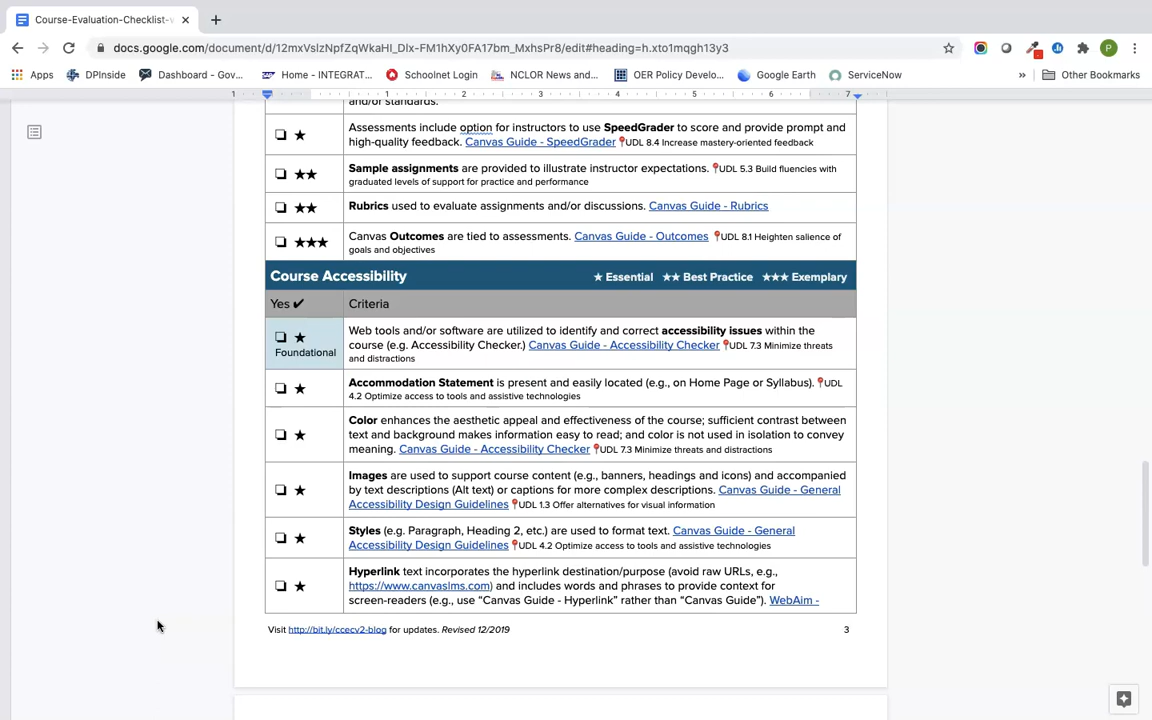 Course-Evaluation-Checklist-v
docs.google.com/document/d/12mxVslzNpfZqWkaHI_DIx-FM1hXy0FA17bm_MxhsPr8/edit#heading=h.xto1mqgh13y3
P
Apps DPInside Dashboard - Gov... Home - INTEGRAT... Schoolnet Login NCLOR News and... OER Policy Develo... Google Earth ServiceNow » Other Bookmarks
1 1 2 3 4 5 6 7
and/or standards.
❏ ★ Assessments include option for instructors to use SpeedGrader to score and provide prompt and
high-quality feedback. Canvas Guide - SpeedGrader 📍UDL 8.4 Increase mastery-oriented feedback
❏ ★★ Sample assignments are provided to illustrate instructor expectations. 📍UDL 5.3 Build fluencies with
graduated levels of support for practice and performance
❏ ★★ Rubrics used to evaluate assignments and/or discussions. Canvas Guide - Rubrics
❏ ★★★ Canvas Outcomes are tied to assessments. Canvas Guide - Outcomes 📍UDL 8.1 Heighten salience of
goals and objectives
Course Accessibility ★ Essential ★★ Best Practice ★★★ Exemplary
Yes ✔ Criteria
❏ ★ Foundational
Web tools and/or software are utilized to identify and correct accessibility issues within the
course (e.g. Accessibility Checker.) Canvas Guide - Accessibility Checker 📍UDL 7.3 Minimize threats
and distractions
❏ ★ Accommodation Statement is present and easily located (e.g., on Home Page or Syllabus). 📍UDL
4.2 Optimize access to tools and assistive technologies
❏ ★ Color enhances the aesthetic appeal and effectiveness of the course; sufficient contrast between
text and background makes information easy to read; and color is not used in isolation to convey
meaning. Canvas Guide - Accessibility Checker 📍UDL 7.3 Minimize threats and distractions
❏ ★ Images are used to support course content (e.g., banners, headings and icons) and accompanied
by text descriptions (Alt text) or captions for more complex descriptions. Canvas Guide - General
Accessibility Design Guidelines 📍UDL 1.3 Offer alternatives for visual information
❏ ★ Styles (e.g. Paragraph, Heading 2, etc.) are used to format text. Canvas Guide - General
Accessibility Design Guidelines 📍UDL 4.2 Optimize access to tools and assistive technologies
❏ ★ Hyperlink text incorporates the hyperlink destination/purpose (avoid raw URLs, e.g.,
https://www.canvaslms.com) and includes words and phrases to provide context for
screen-readers (e.g., use “Canvas Guide - Hyperlink” rather than “Canvas Guide”). WebAim -
Visit http://bit.ly/ccecv2-blog for updates. Revised 12/2019 3